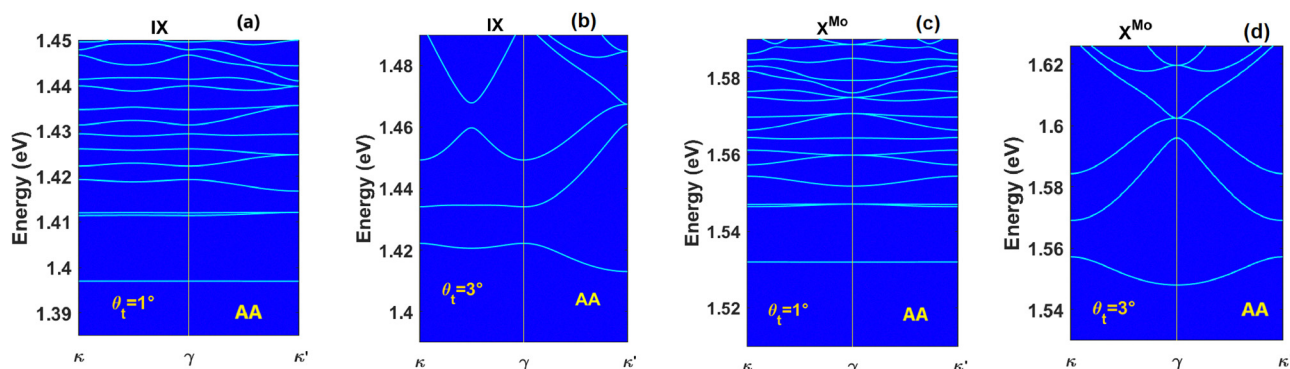 IX (a)
Energy (eV)
1.45
1.44
1.43
1.42
1.41
1.4
1.39
θt=1° AA
κ γ κ'
IX (b)
Energy (eV)
1.48
1.46
1.44
1.42
1.4
θt=3° AA
κ γ κ'
X^Mo (c)
Energy (eV)
1.58
1.56
1.54
1.52
θt=1° AA
κ γ κ'
X^Mo (d)
Energy (eV)
1.62
1.6
1.58
1.56
1.54
θt=3° AA
κ γ κ